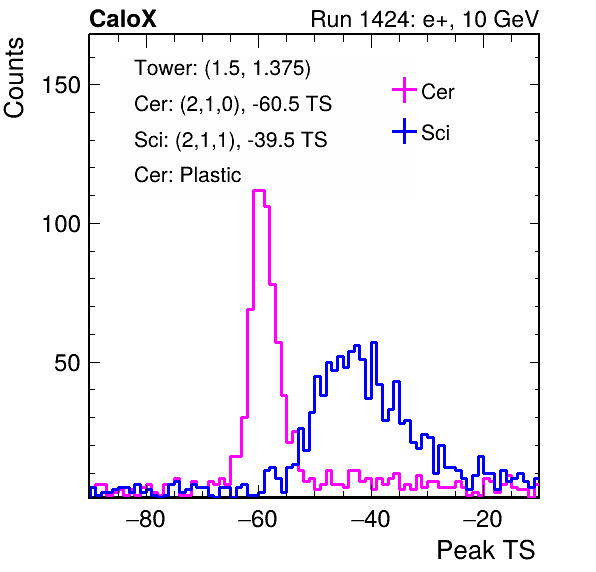 CaloX Run 1424: e+, 10 GeV
Counts
Tower: (1.5, 1.375)
Cer: (2,1,0), -60.5 TS
Sci: (2,1,1), -39.5 TS
Cer: Plastic
Cer
Sci
150
100
50
−80 −60 −40 −20
Peak TS